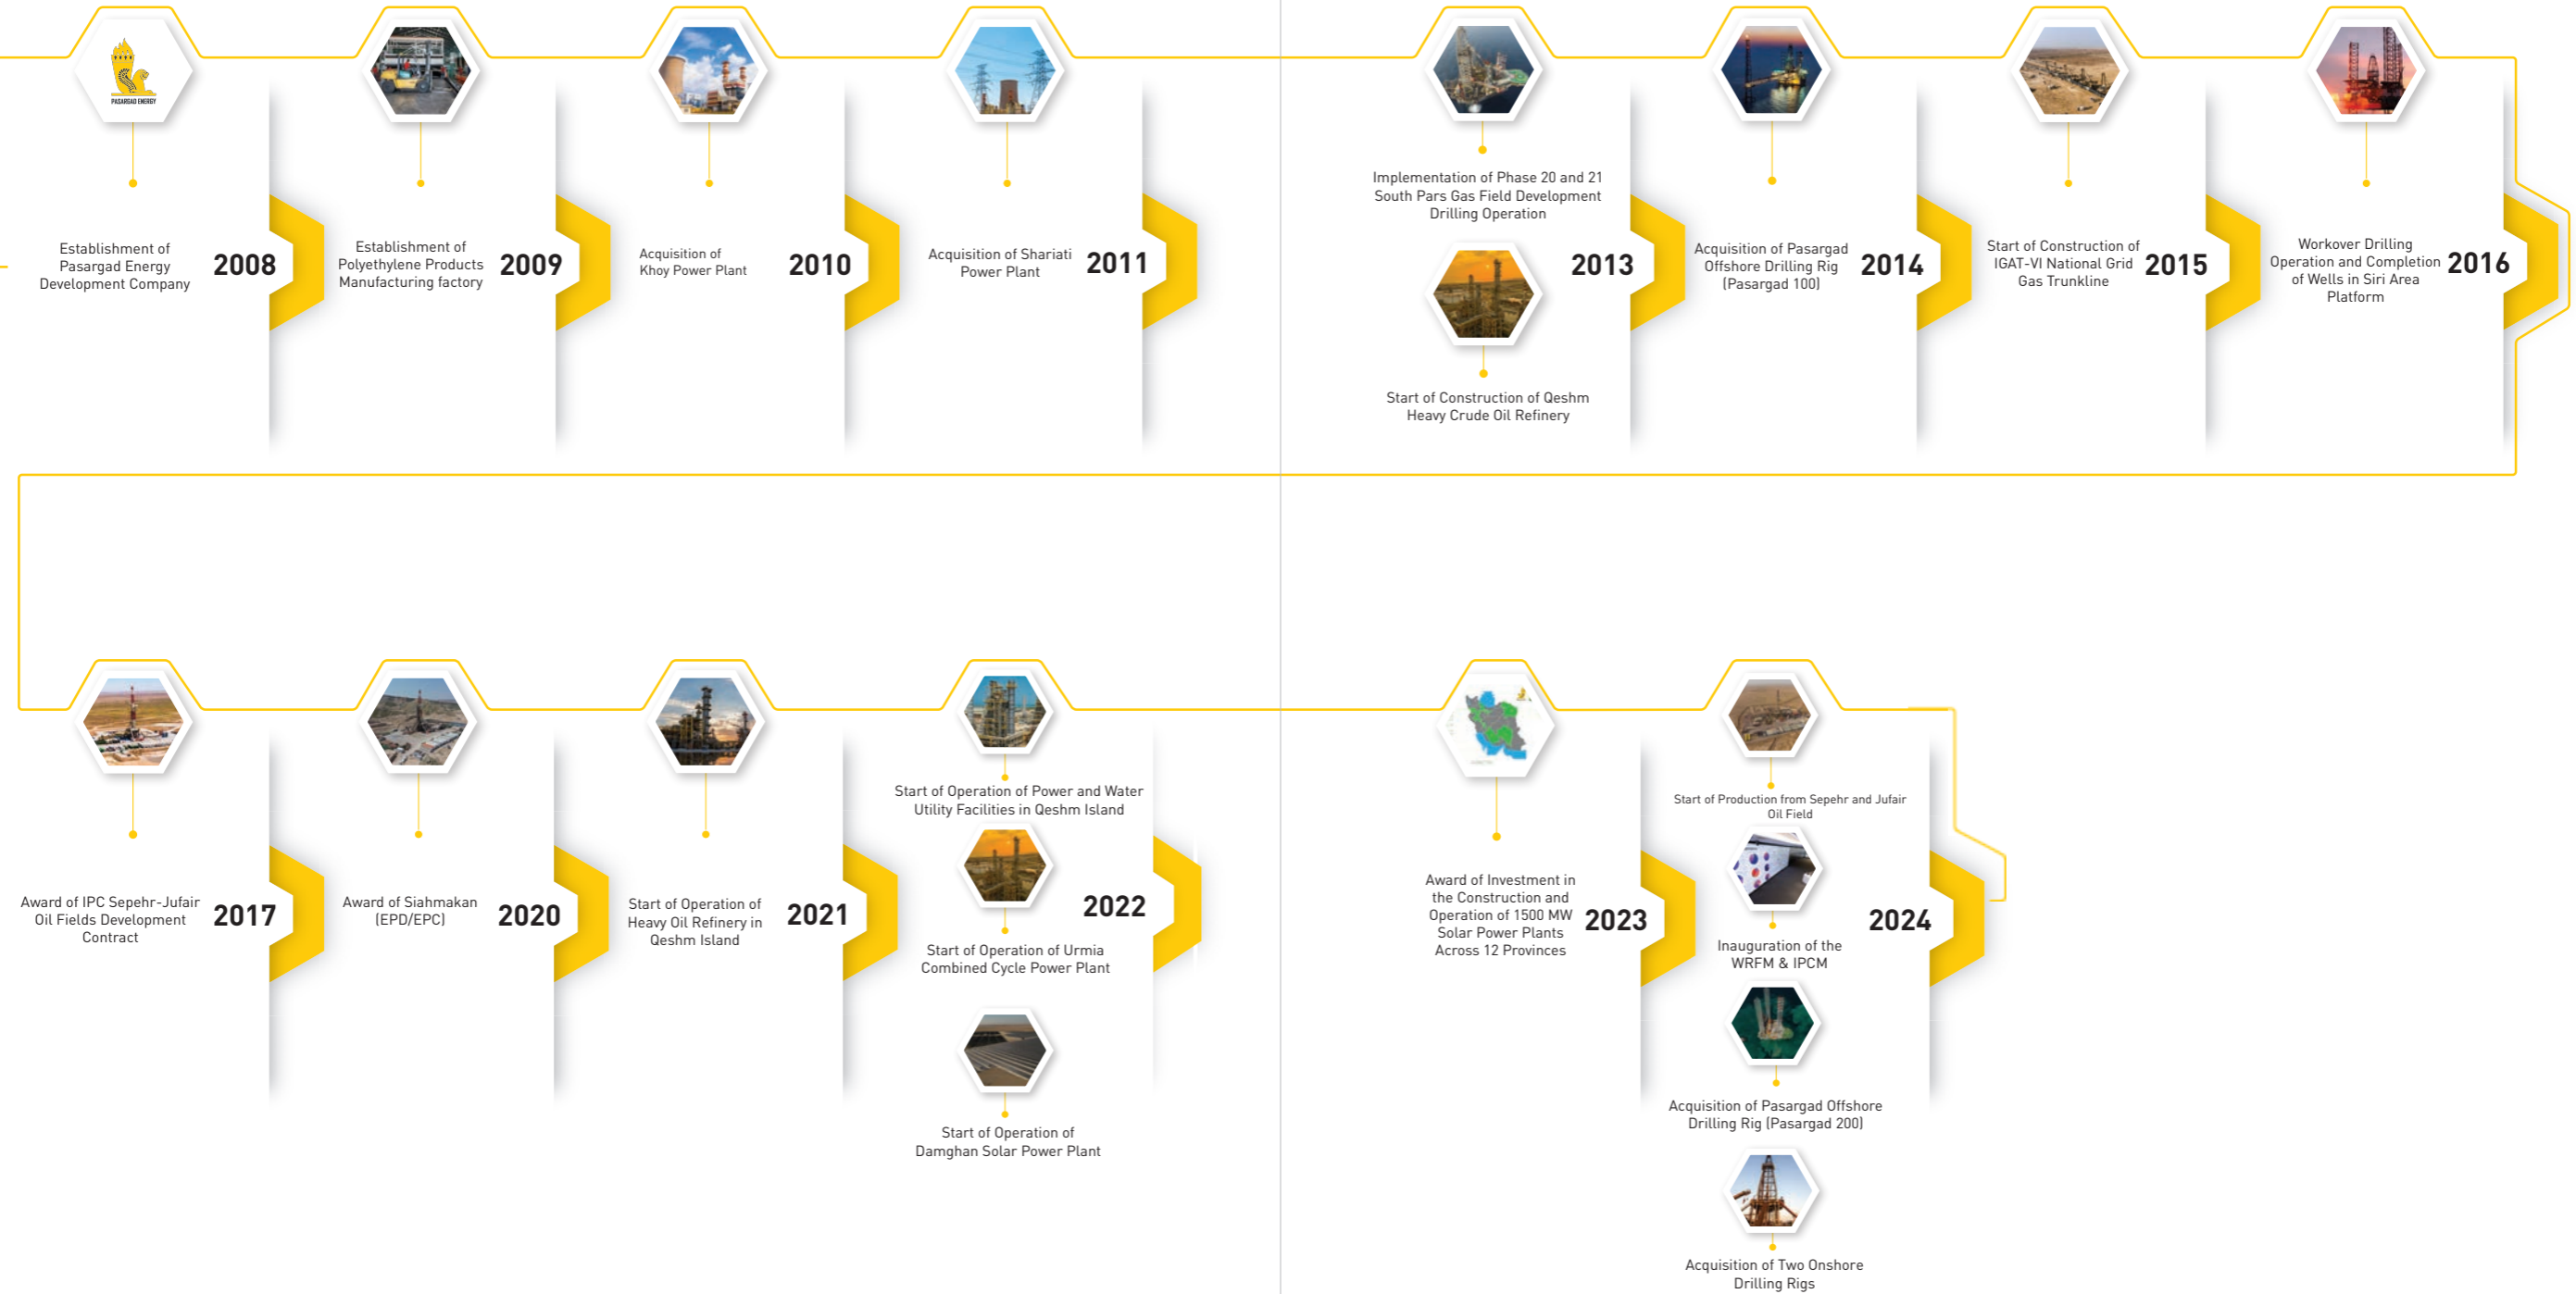 PASARGAD ENERGY
Establishment of
Pasargad Energy
Development Company
2008
Establishment of
Polyethylene Products
Manufacturing factory
2009
Acquisition of
Khoy Power Plant
2010
Acquisition of Shariati
Power Plant
2011
Implementation of Phase 20 and 21
South Pars Gas Field Development
Drilling Operation
Start of Construction of Qeshm
Heavy Crude Oil Refinery
2013
Acquisition of Pasargad
Offshore Drilling Rig
(Pasargad 100)
2014
Start of Construction of
IGAT-VI National Grid
Gas Trunkline
2015
Workover Drilling
Operation and Completion
of Wells in Siri Area
Platform
2016
Award of IPC Sepehr-Jufair
Oil Fields Development
Contract
2017
Award of Siahmakan
(EPD/EPC)
2020
Start of Operation of
Heavy Oil Refinery in
Qeshm Island
2021
Start of Operation of Power and Water
Utility Facilities in Qeshm Island
Start of Operation of Urmia
Combined Cycle Power Plant
Start of Operation of
Damghan Solar Power Plant
2022
Award of Investment in
the Construction and
Operation of 1500 MW
Solar Power Plants
Across 12 Provinces
2023
Start of Production from Sepehr and Jufair
Oil Field
Inauguration of the
WRFM & IPCM
Acquisition of Pasargad Offshore
Drilling Rig (Pasargad 200)
Acquisition of Two Onshore
Drilling Rigs
2024